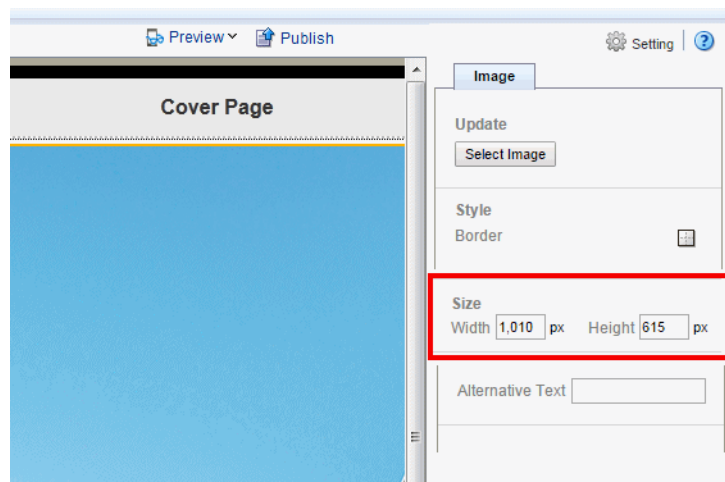 Preview Publish
Setting ?
Cover Page
Image
Update
Select Image
Style
Border
Size
Width 1,010 px Height 615 px
Alternative Text